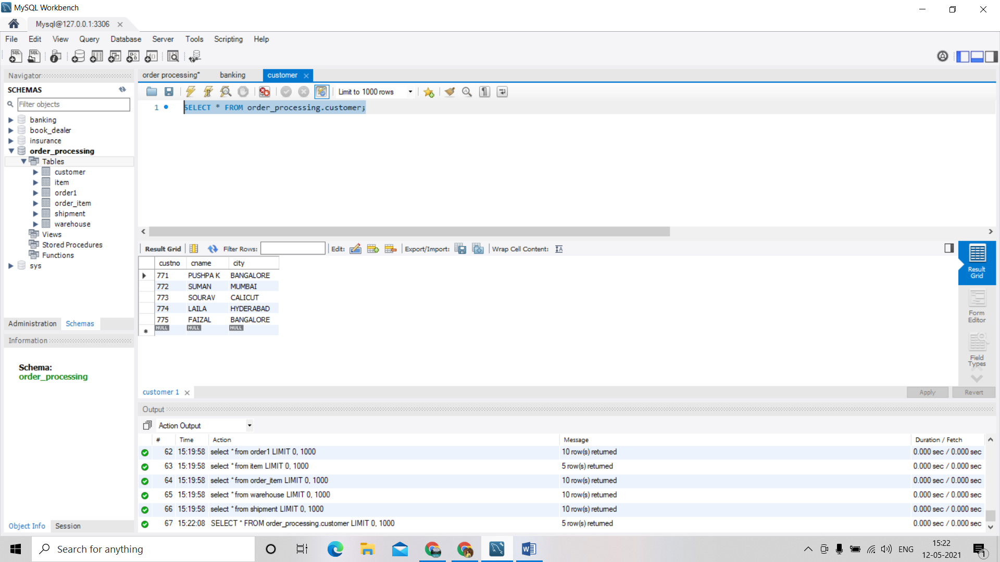 MySQL Workbench
Mysql@127.0.0.1:3306
File Edit View Query Database Server Tools Scripting Help
Navigator
SCHEMAS
Filter objects
banking
book_dealer
insurance
order_processing
Tables
customer
item
order1
order_item
shipment
warehouse
Views
Stored Procedures
Functions
sys
Administration Schemas
Information
Schema:
order_processing
Object Info Session
order processing* banking customer
Limit to 1000 rows
1 SELECT * FROM order_processing.customer;
Result Grid Filter Rows: Edit: Export/Import: Wrap Cell Content:
custno cname city
771 PUSHPA K BANGALORE
772 SUMAN MUMBAI
773 SOURAV CALICUT
774 LAILA HYDERABAD
775 FAIZAL BANGALORE
NULL NULL NULL
Result
Grid
Form
Editor
Field
Types
customer 1
Apply Revert
Output
Action Output
# Time Action Message Duration / Fetch
62 15:19:58 select * from order1 LIMIT 0, 1000 10 row(s) returned 0.000 sec / 0.000 sec
63 15:19:58 select * from item LIMIT 0, 1000 5 row(s) returned 0.000 sec / 0.000 sec
64 15:19:58 select * from order_item LIMIT 0, 1000 10 row(s) returned 0.000 sec / 0.000 sec
65 15:19:58 select * from warehouse LIMIT 0, 1000 10 row(s) returned 0.000 sec / 0.000 sec
66 15:19:58 select * from shipment LIMIT 0, 1000 10 row(s) returned 0.000 sec / 0.000 sec
67 15:22:08 SELECT * FROM order_processing.customer LIMIT 0, 1000 5 row(s) returned 0.000 sec / 0.000 sec
Search for anything
ENG
15:22
12-05-2021
1